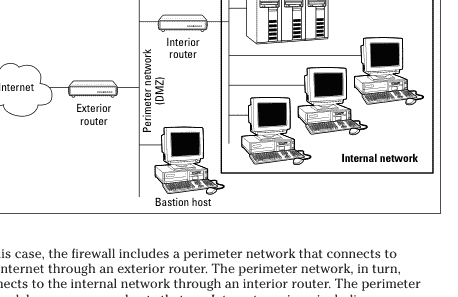 Interior
router
Perimeter network
(DMZ)
Internet
Exterior
router
Internal network
Bastion host
this case, the firewall includes a perimeter network that connects to
Internet through an exterior router. The perimeter network, in turn,
nects to the internal network through an interior router. The perimeter